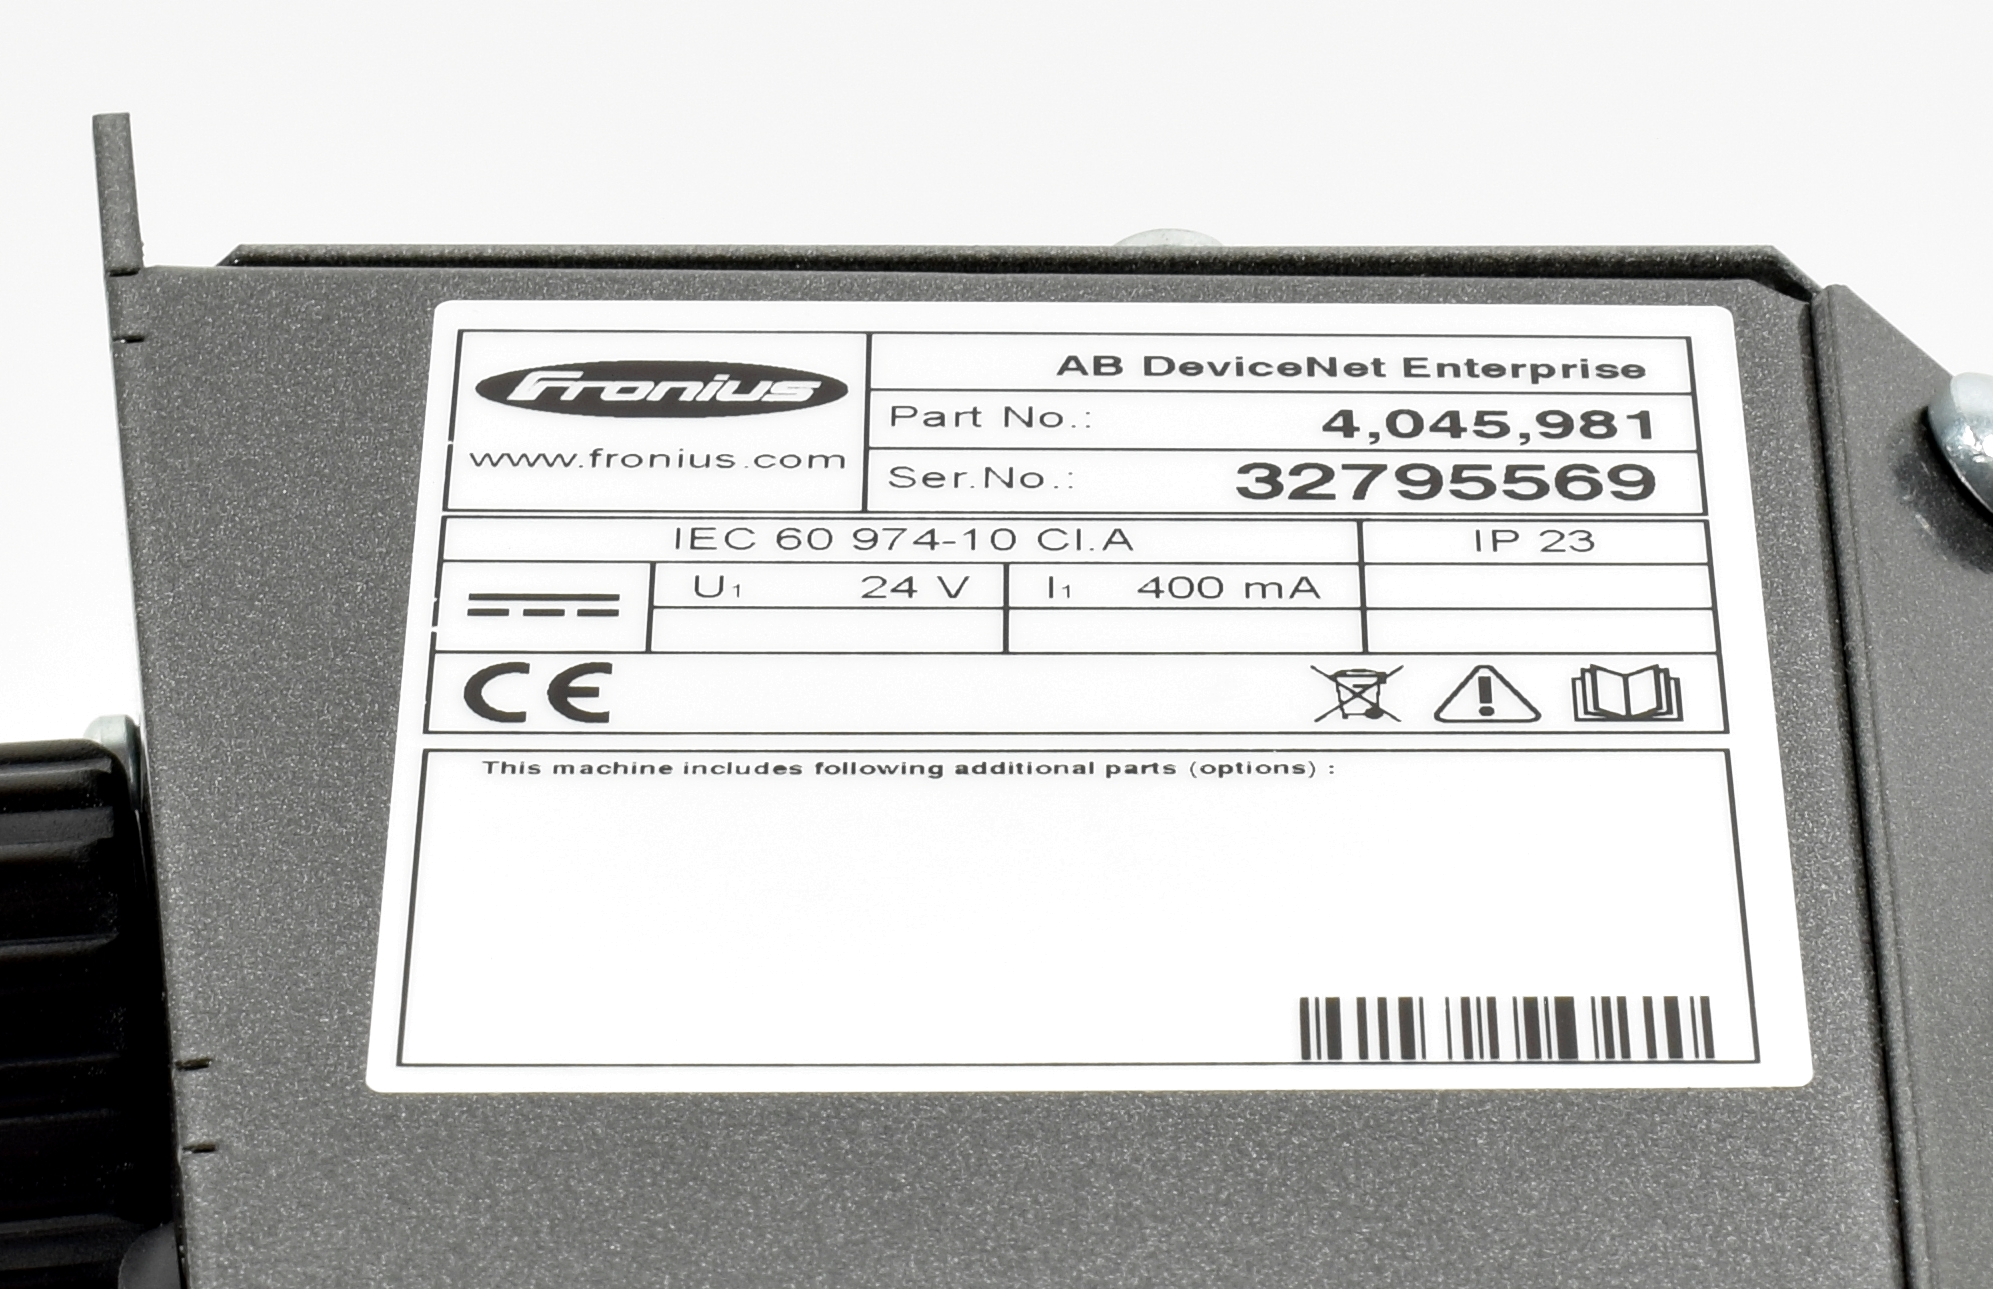 Fronius
www.fronius.com
AB DeviceNet Enterprise
Part No.: 4,045,981
Ser.No.: 32795569
IEC 60 974-10 Cl.A IP 23
U1 24 V I1 400 mA
CE
This machine includes following additional parts (options) :